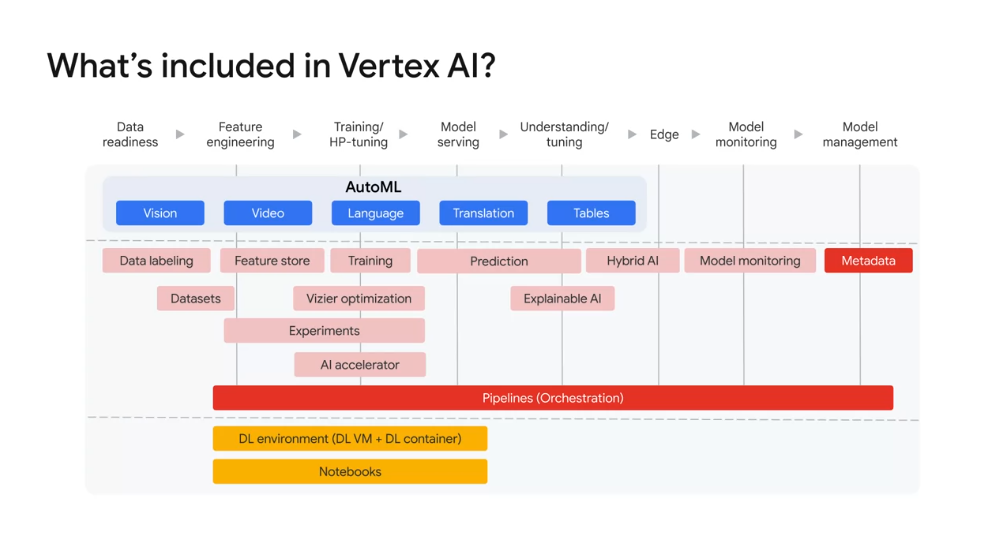 What’s included in Vertex AI?
Data
readiness
Feature
engineering
Training/
HP-tuning
Model
serving
Understanding/
tuning
Edge
Model
monitoring
Model
management
AutoML
Vision
Video
Language
Translation
Tables
Data labeling
Feature store
Training
Prediction
Hybrid AI
Model monitoring
Metadata
Datasets
Vizier optimization
Explainable AI
Experiments
AI accelerator
Pipelines (Orchestration)
DL environment (DL VM + DL container)
Notebooks